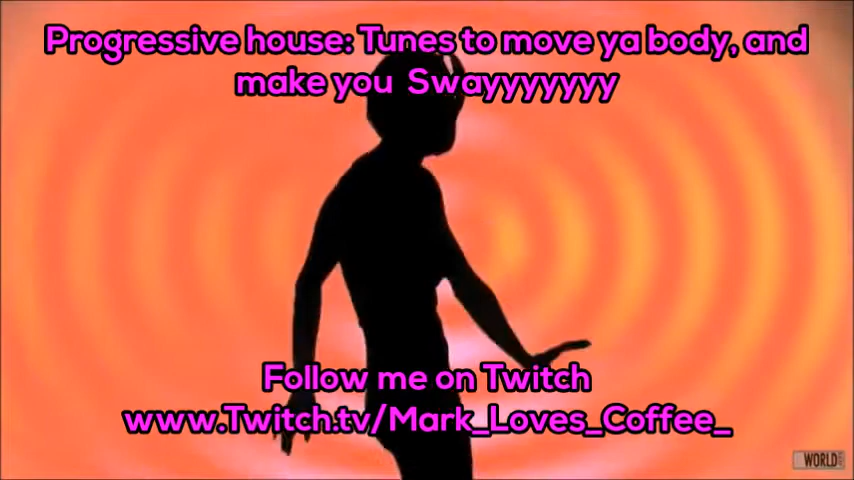 Progressive house: Tunes to move ya body, and
make you Swayyyyyyy
Follow me on Twitch
www.Twitch.tv/Mark_Loves_Coffee_
WORLD